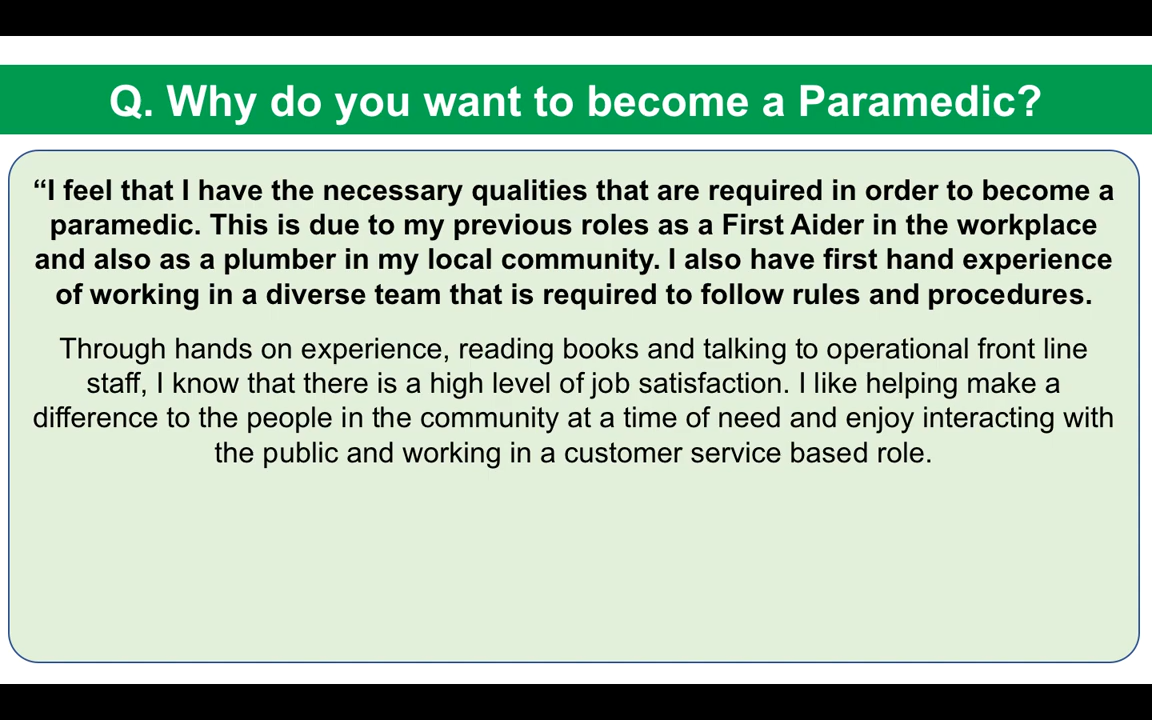 Q. Why do you want to become a Paramedic?
“I feel that I have the necessary qualities that are required in order to become a
paramedic. This is due to my previous roles as a First Aider in the workplace
and also as a plumber in my local community. I also have first hand experience
of working in a diverse team that is required to follow rules and procedures.
Through hands on experience, reading books and talking to operational front line
staff, I know that there is a high level of job satisfaction. I like helping make a
difference to the people in the community at a time of need and enjoy interacting with
the public and working in a customer service based role.